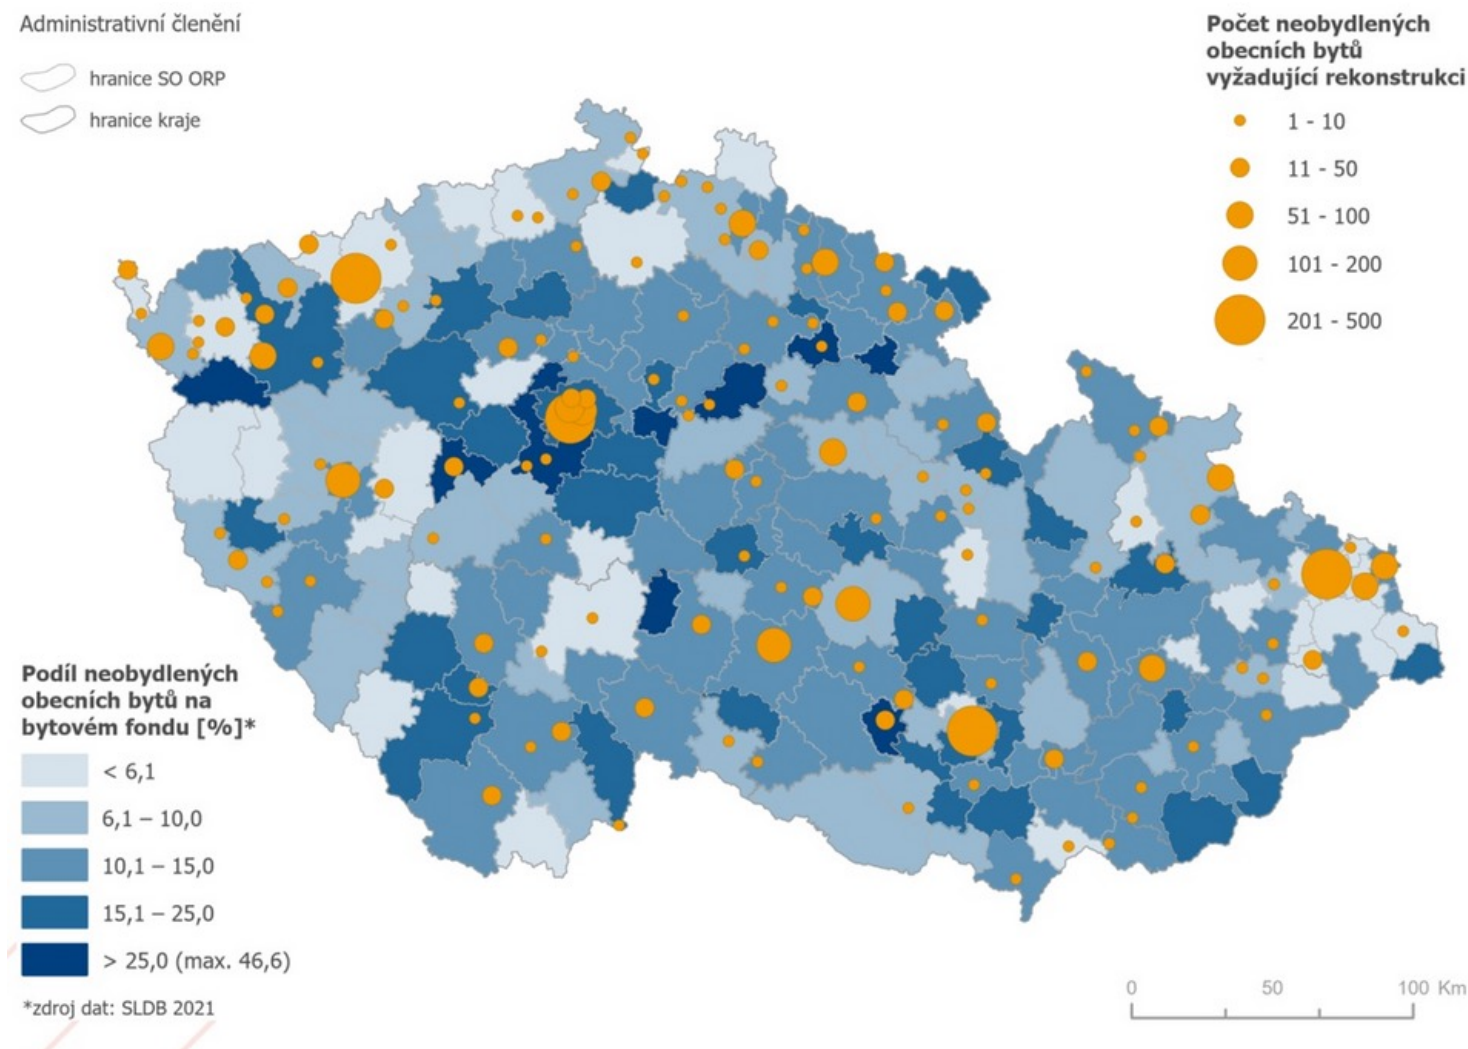 Administrativní členění
hranice SO ORP
hranice kraje
Počet neobydlených
obecních bytů
vyžadující rekonstrukci
1 - 10
11 - 50
51 - 100
101 - 200
201 - 500
Podíl neobydlených
obecních bytů na
bytovém fondu [%]*
< 6,1
6,1 – 10,0
10,1 – 15,0
15,1 – 25,0
> 25,0 (max. 46,6)
*zdroj dat: SLDB 2021
0 50 100 Km